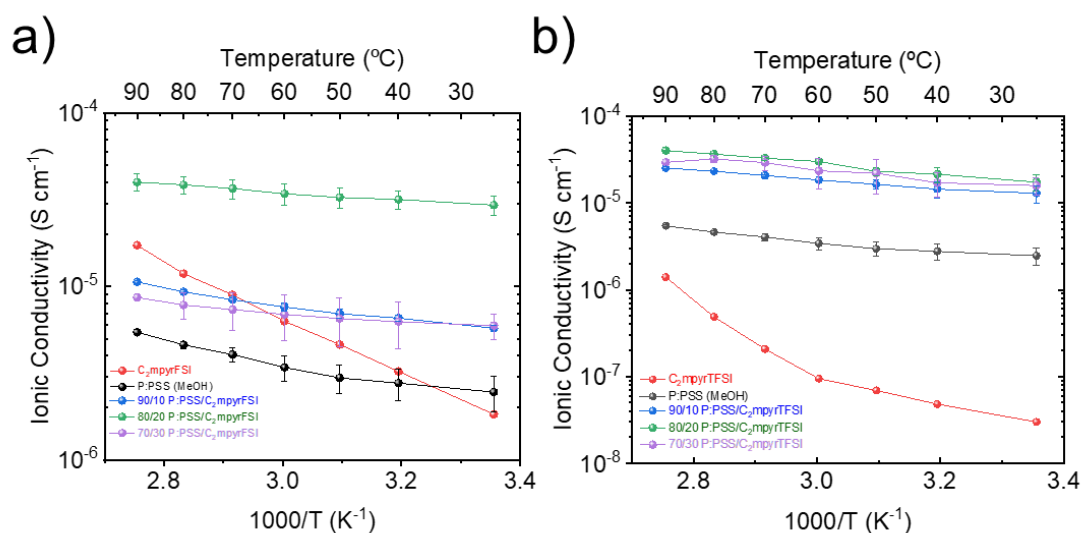 a)
Temperature (ºC)
90 80 70 60 50 40 30
10⁻⁴
10⁻⁵
10⁻⁶
Ionic Conductivity (S cm⁻¹)
C₂mpyrFSI
P:PSS (MeOH)
90/10 P:PSS/C₂mpyrFSI
80/20 P:PSS/C₂mpyrFSI
70/30 P:PSS/C₂mpyrFSI
2.8 3.0 3.2 3.4
1000/T (K⁻¹)
b)
Temperature (ºC)
90 80 70 60 50 40 30
10⁻⁴
10⁻⁵
10⁻⁶
10⁻⁷
10⁻⁸
Ionic Conductivity (S cm⁻¹)
C₂mpyrTFSI
P:PSS (MeOH)
90/10 P:PSS/C₂mpyrTFSI
80/20 P:PSS/C₂mpyrTFSI
70/30 P:PSS/C₂mpyrTFSI
2.8 3.0 3.2 3.4
1000/T (K⁻¹)